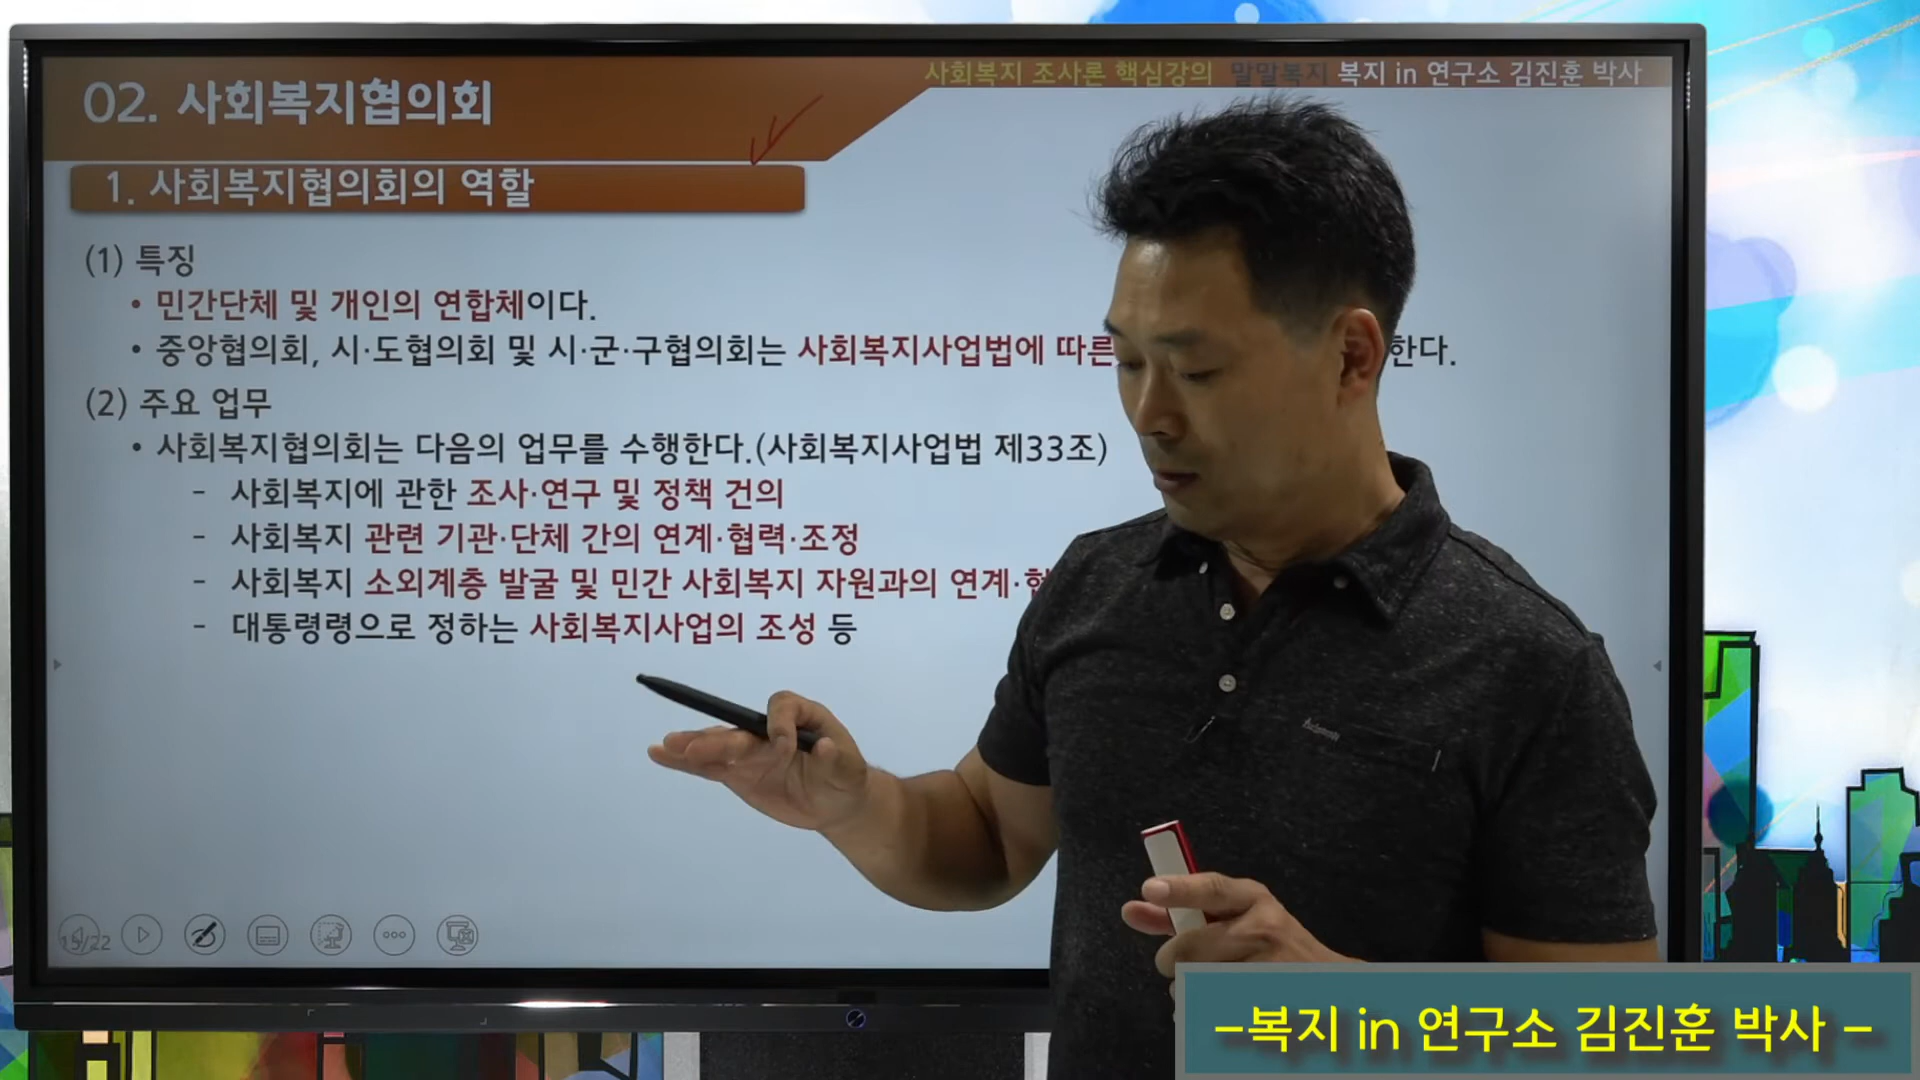 사회복지 조사론 핵심강의 말말복지 복지 in 연구소 김진훈 박사
02. 사회복지협의회
1. 사회복지협의회의 역할
(1) 특징
• 민간단체 및 개인의 연합체이다.
• 중앙협의회, 시·도협의회 및 시·군·구협의회는 사회복지사업법에 따른 한다.
(2) 주요 업무
• 사회복지협의회는 다음의 업무를 수행한다.(사회복지사업법 제33조)
- 사회복지에 관한 조사·연구 및 정책 건의
- 사회복지 관련 기관·단체 간의 연계·협력·조정
- 사회복지 소외계층 발굴 및 민간 사회복지 자원과의 연계·
- 대통령령으로 정하는 사회복지사업의 조성 등
15/22
-복지 in 연구소 김진훈 박사 -